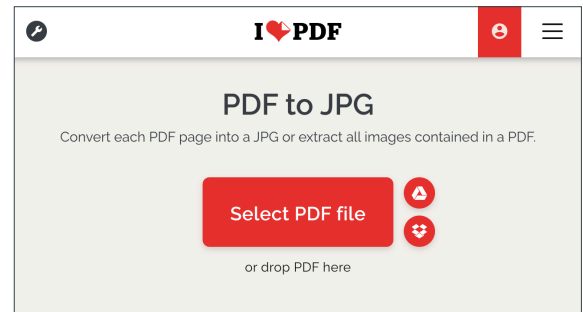 I PDF
PDF to JPG
Convert each PDF page into a JPG or extract all images contained in a PDF.
Select PDF file
or drop PDF here